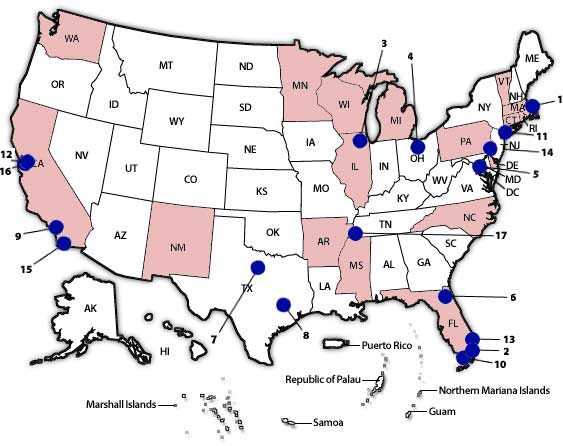 ME
WA
3
4
MT
ND
VT
NH
MN
OR
WI
MA
1
ID
SD
NY
MI
WY
CT
RI
11
IA
PA
NJ
NE
14
12
CA
NV
OH
IL
IN
DE
16
UT
5
MD
CO
WV
DC
VA
KS
MO
KY
9
NC
TN
OK
17
AZ
NM
AR
SC
15
MS
AL
GA
TX
LA
6
AK
7
8
FL
13
HI
Puerto Rico
2
10
Republic of Palau
Northern Mariana Islands
Marshall Islands
Guam
Samoa